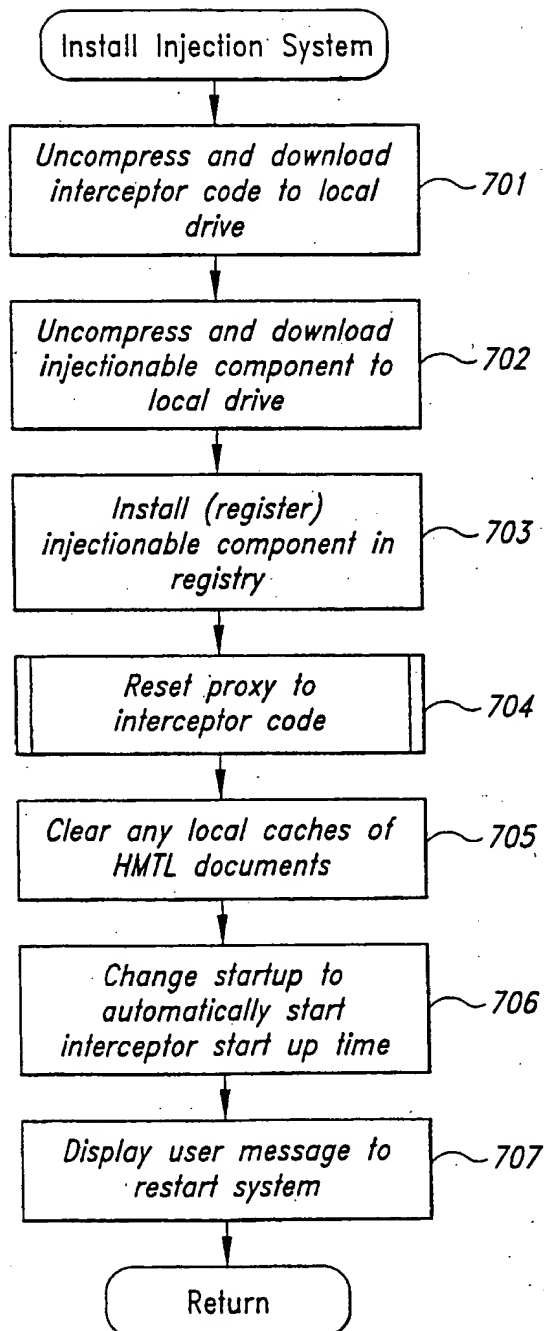 Install Injection System
Uncompress and download
interceptor code to local
drive
701
Uncompress and download
injectionable component to
local drive
702
Install (register)
injectionable component in
registry
703
Reset proxy to
interceptor code
704
Clear any local caches of
HMTL documents
705
Change startup to
automatically start
interceptor start up time
706
Display user message to
restart system
707
Return